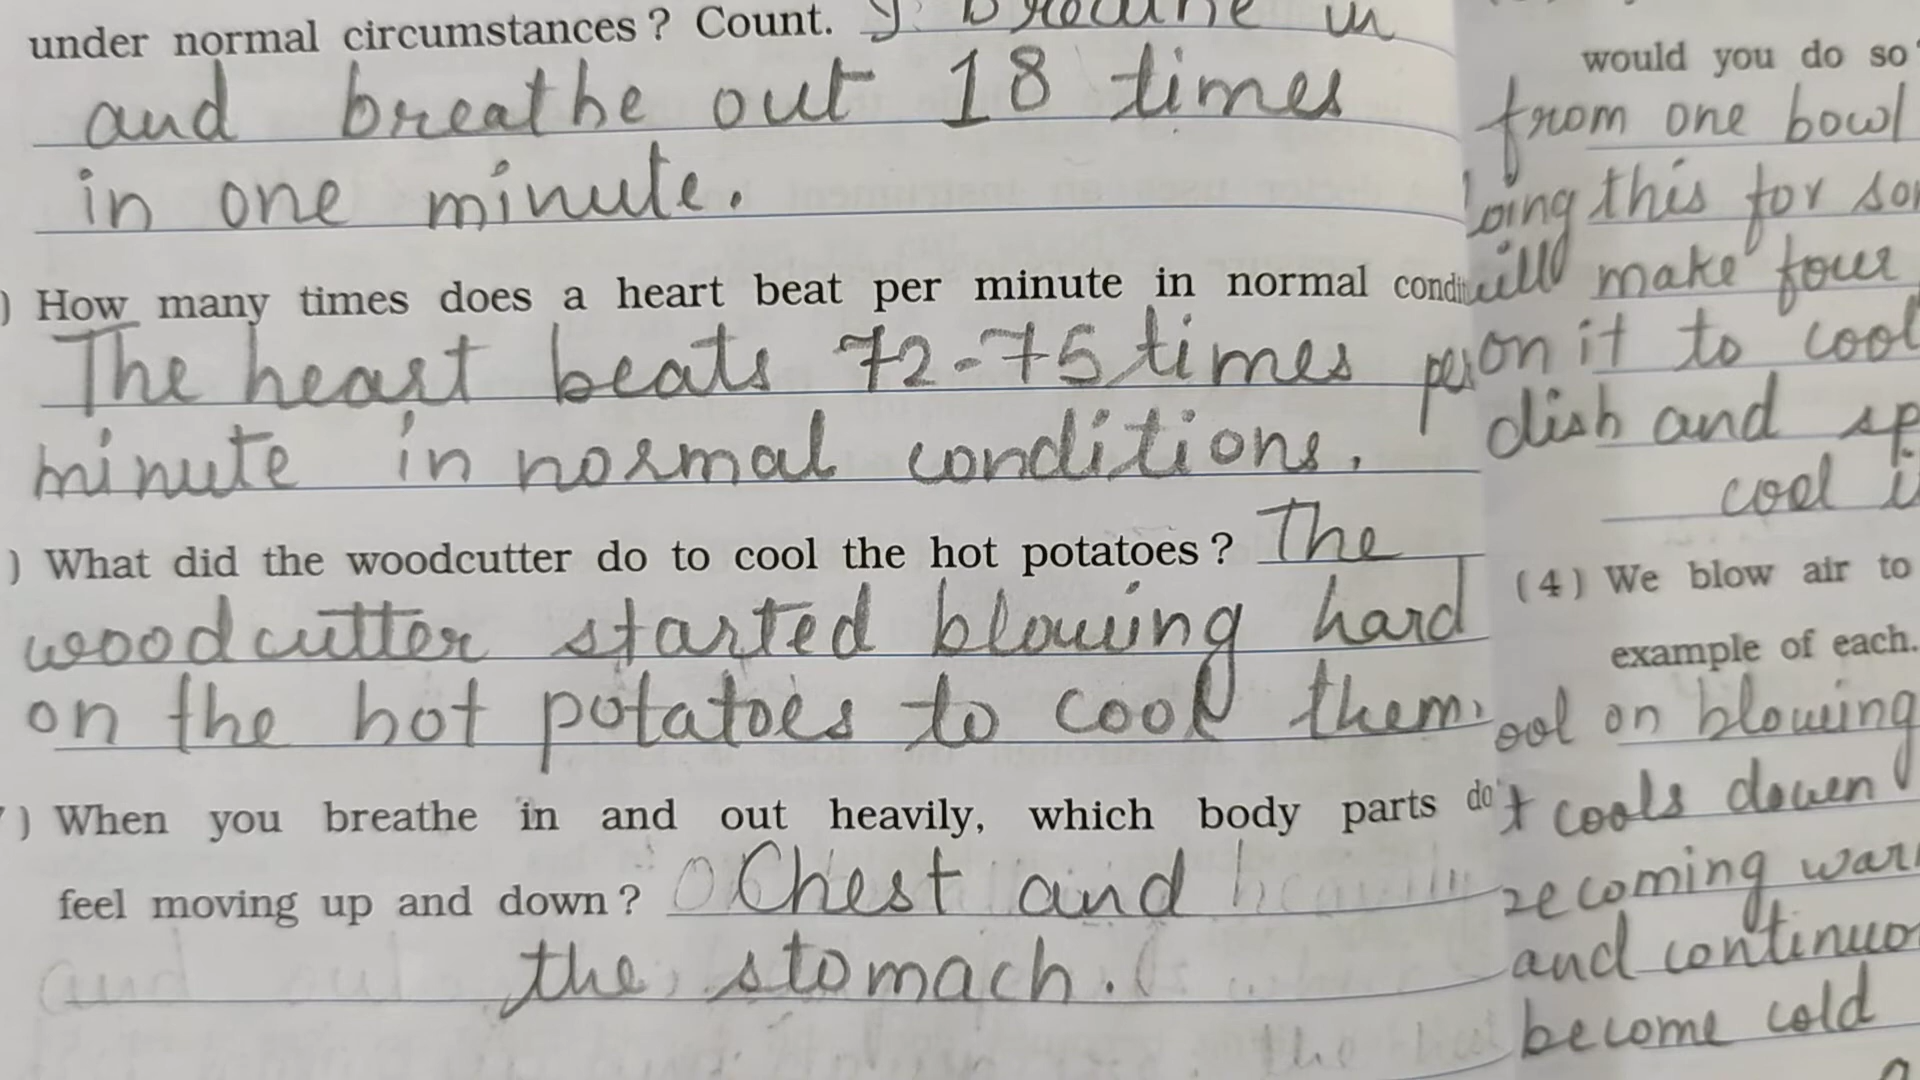 under normal circumstances ? Count. I breathe in
and breathe out 18 times
in one minute.
) How many times does a heart beat per minute in normal
The heart beats 72-75 times per
minute in normal conditions.
) What did the woodcutter do to cool the hot potatoes ? The
woodcutter started blowing hard
on the hot potatoes to cool them.
) When you breathe in and out heavily, which body parts do
feel moving up and down ? Chest and
the stomach.
would you do so
from one bowl
this for
make four
on it to cool
dish and
cool
( 4 ) We blow air to
example of each.
on blowing
cools down
and
become cold